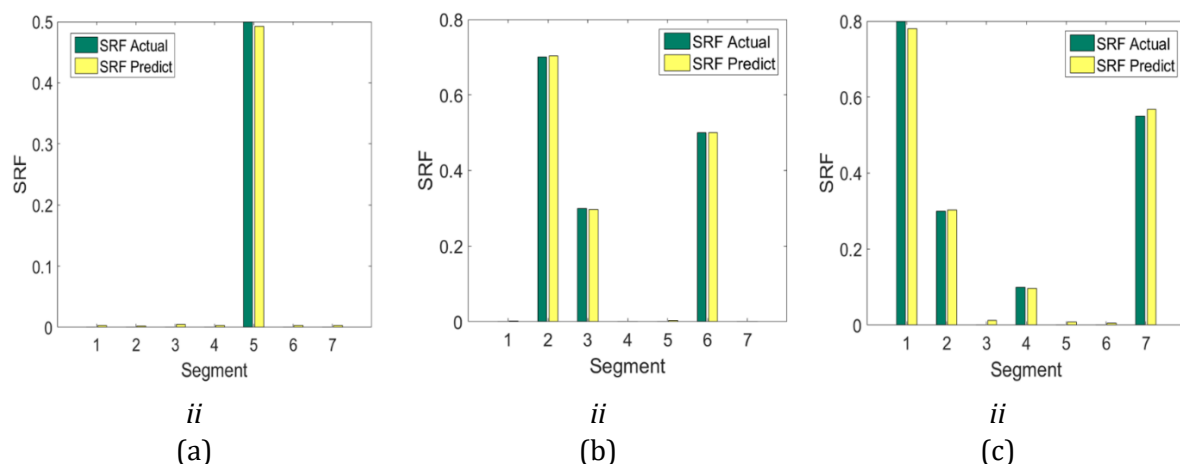 0.5
0.4
0.3
0.2
0.1
0
SRF
SRF Actual
SRF Predict
1 2 3 4 5 6 7
Segment
ii
(a)
0.6
0.4
0.2
0
SRF
SRF Actual
SRF Predict
1 2 3 4 5 6 7
Segment
ii
(b)
0.8
0.6
0.4
0.2
0
SRF
SRF Actual
SRF Predict
1 2 3 4 5 6 7
Segment
ii
(c)